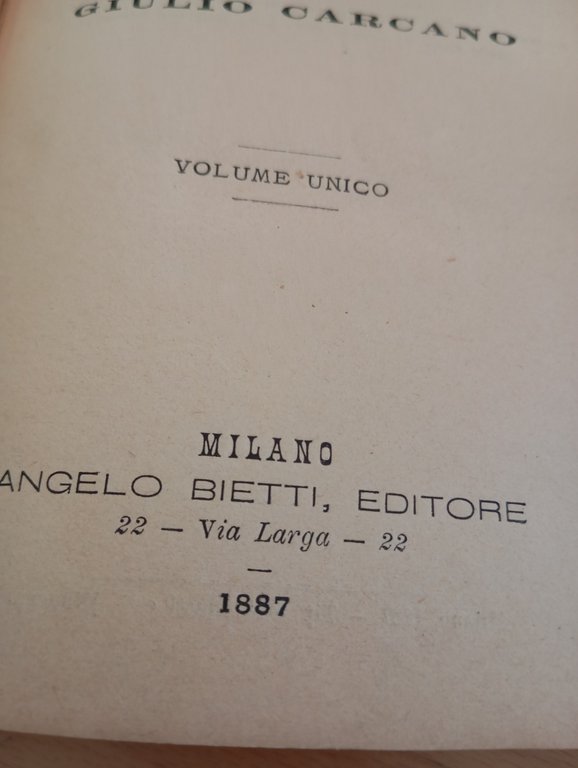 GIULIO CARCANO
VOLUME UNICO
MILANO
ANGELO BIETTI, EDITORE
22 — Via Larga — 22
1887